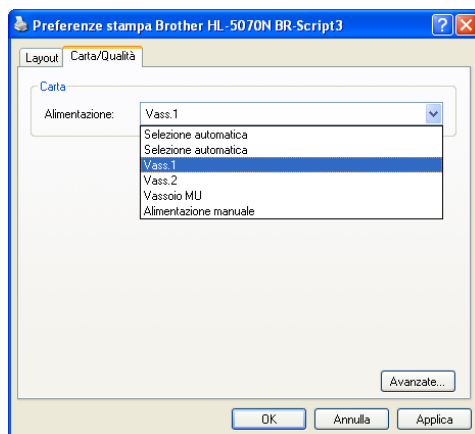 Preferenze stampa Brother HL-5070N BR-Script3
Layout Carta/Qualità
Carta
Alimentazione: Vass.1
Selezione automatica
Selezione automatica
Vass.1
Vass.2
Vassoio MU
Alimentazione manuale
Avanzate...
OK Annulla Applica